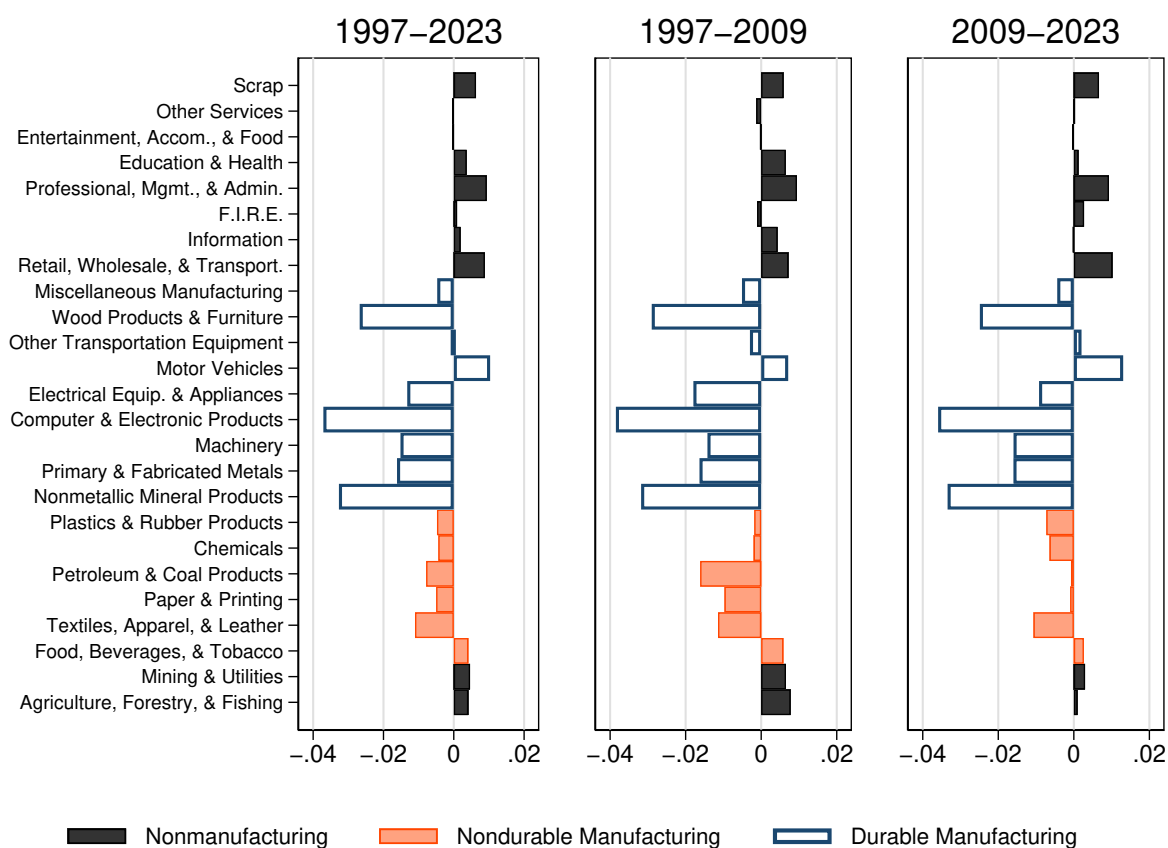 1997−2023 1997−2009 2009−2023
Scrap
Other Services
Entertainment, Accom., & Food
Education & Health
Professional, Mgmt., & Admin.
F.I.R.E.
Information
Retail, Wholesale, & Transport.
Miscellaneous Manufacturing
Wood Products & Furniture
Other Transportation Equipment
Motor Vehicles
Electrical Equip. & Appliances
Computer & Electronic Products
Machinery
Primary & Fabricated Metals
Nonmetallic Mineral Products
Plastics & Rubber Products
Chemicals
Petroleum & Coal Products
Paper & Printing
Textiles, Apparel, & Leather
Food, Beverages, & Tobacco
Mining & Utilities
Agriculture, Forestry, & Fishing
−.04 −.02 0 .02 −.04 −.02 0 .02 −.04 −.02 0 .02
Nonmanufacturing Nondurable Manufacturing Durable Manufacturing